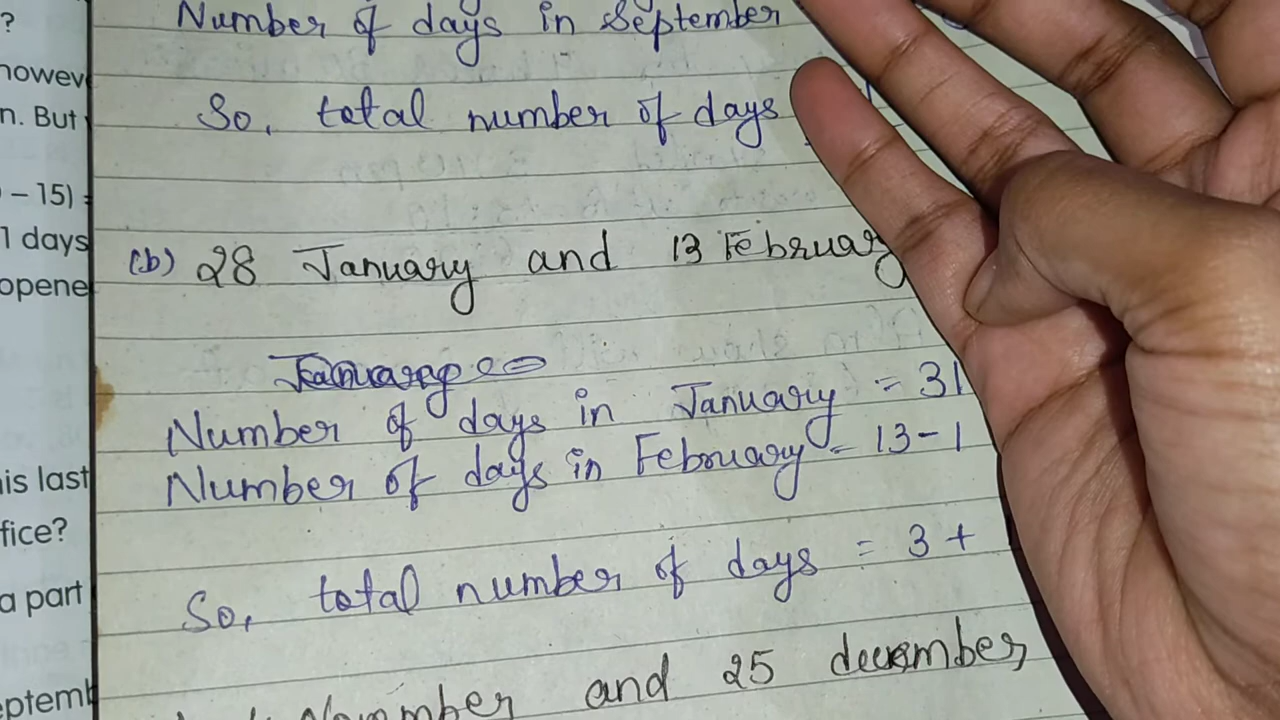 ?
howev
n. But
– 15) =
1 days
opene
is last
fice?
a part
eptemb
Number of days in September
So, total number of days
(b) 28 January and 13 February
Number of days in January = 31
Number of days in February = 13-1
So, total number of days = 3 +
and 25 december